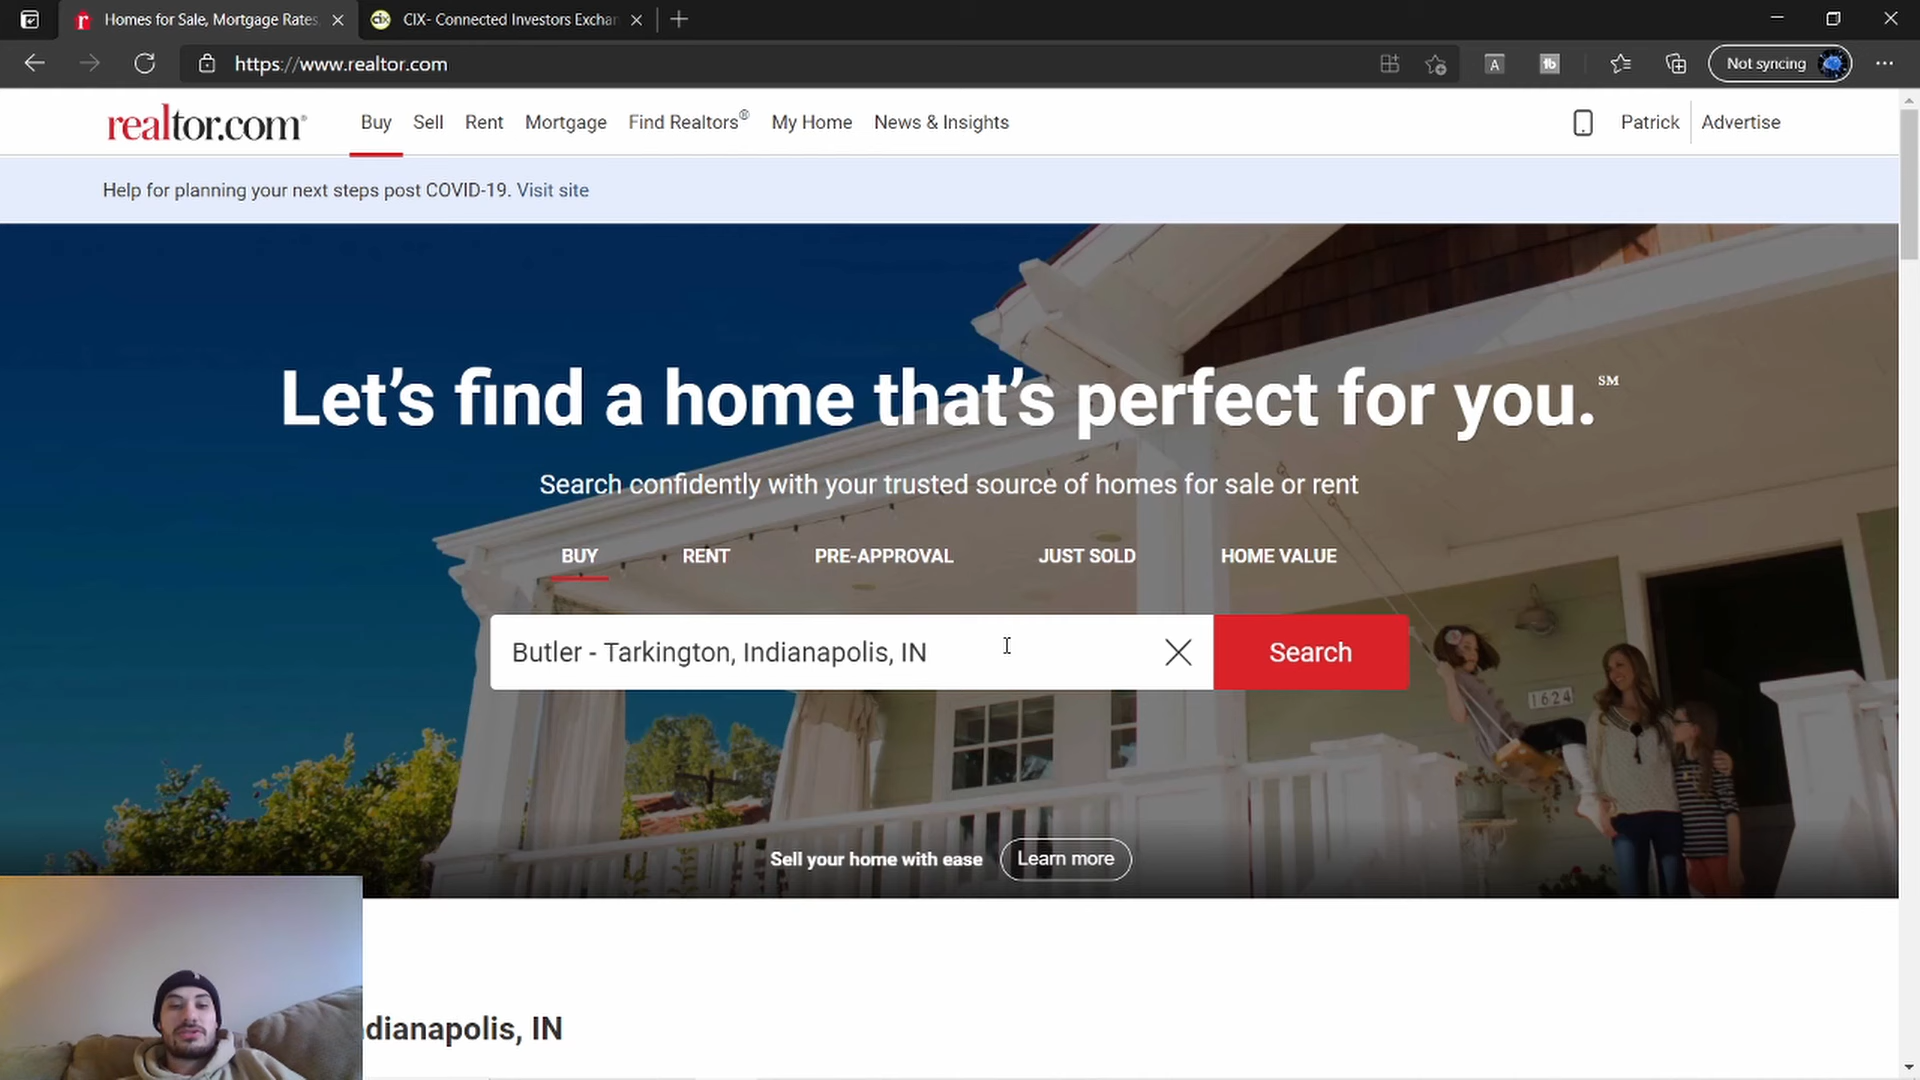 Homes for Sale, Mortgage Rates
CIX- Connected Investors Exchan
https://www.realtor.com
A
tb
Not syncing
realtor.com®
Buy
Sell
Rent
Mortgage
Find Realtors®
My Home
News & Insights
Patrick
Advertise
Help for planning your next steps post COVID-19. Visit site
Let's find a home that's perfect for you.℠
Search confidently with your trusted source of homes for sale or rent
BUY
RENT
PRE-APPROVAL
JUST SOLD
HOME VALUE
Butler - Tarkington, Indianapolis, IN
Search
1624
Sell your home with ease
Learn more
dianapolis, IN